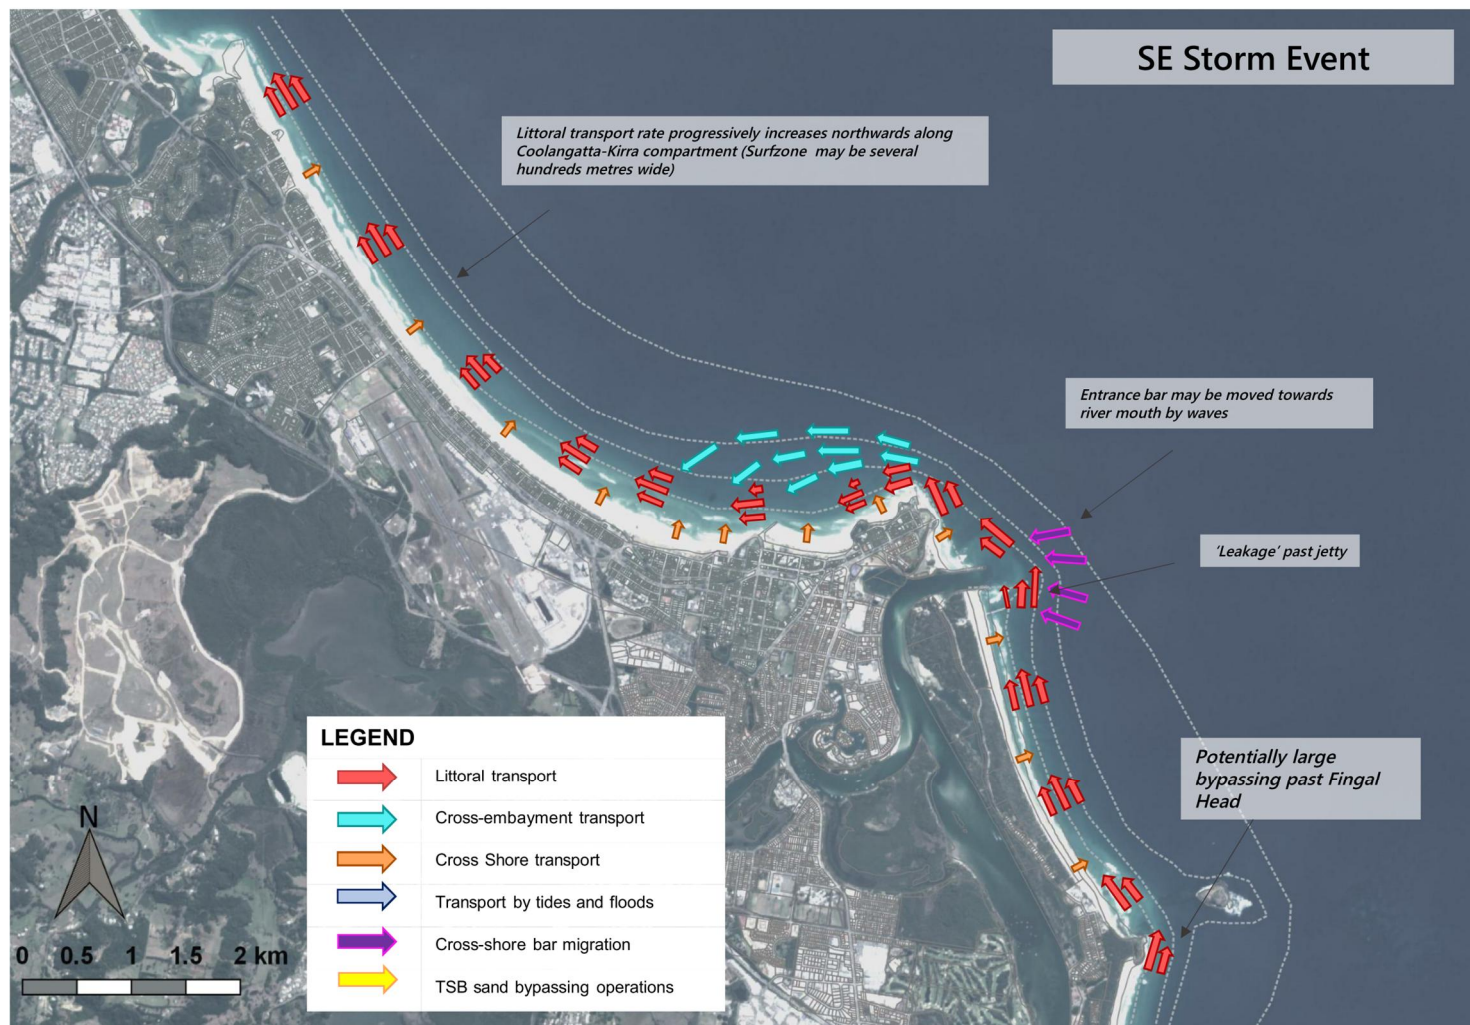 SE Storm Event
Littoral transport rate progressively increases northwards along
Coolangatta-Kirra compartment (Surfzone may be several
hundreds metres wide)
Entrance bar may be moved towards
river mouth by waves
‘Leakage’ past jetty
Potentially large
bypassing past Fingal
Head
LEGEND
Littoral transport
Cross-embayment transport
Cross Shore transport
Transport by tides and floods
Cross-shore bar migration
TSB sand bypassing operations
N
0 0.5 1 1.5 2 km